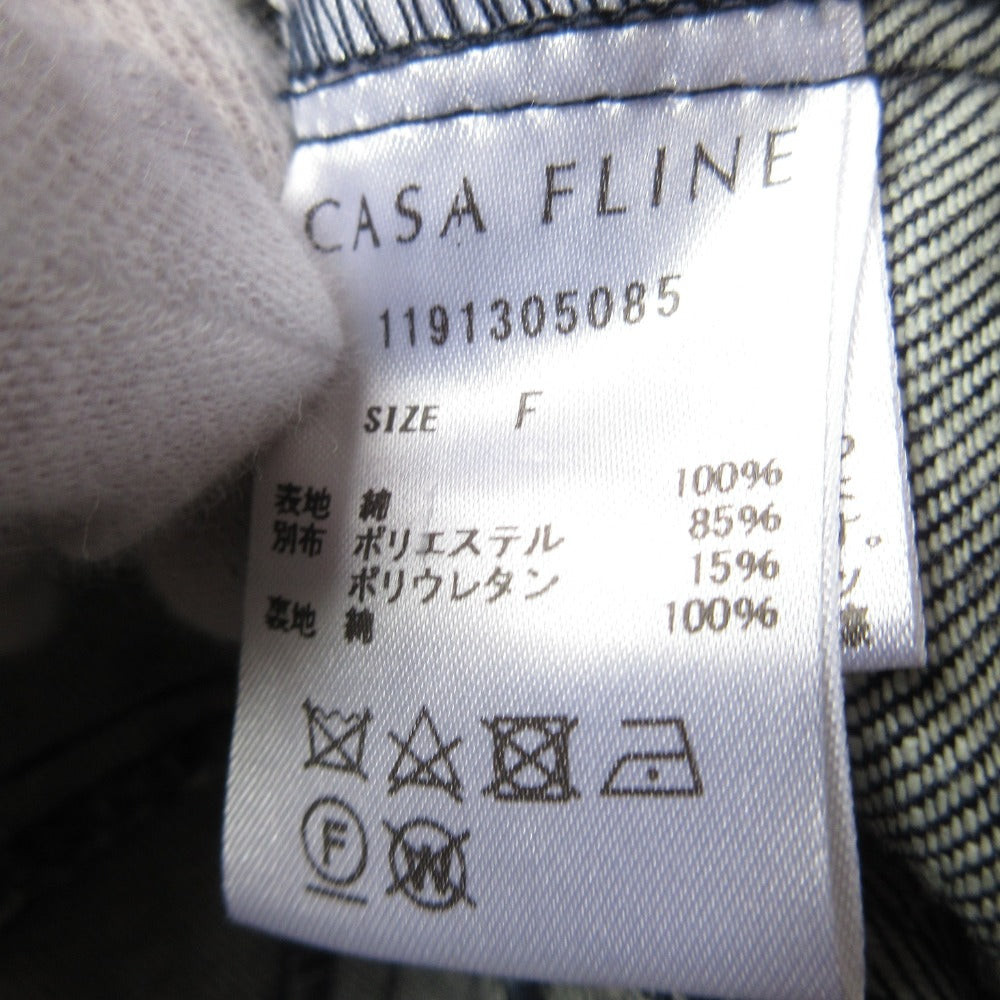 CASA FLINE
1191305085
SIZE F
表地 綿 100%
別布 ポリエステル 85%
ポリウレタン 15%
裏地 綿 100%
F
W